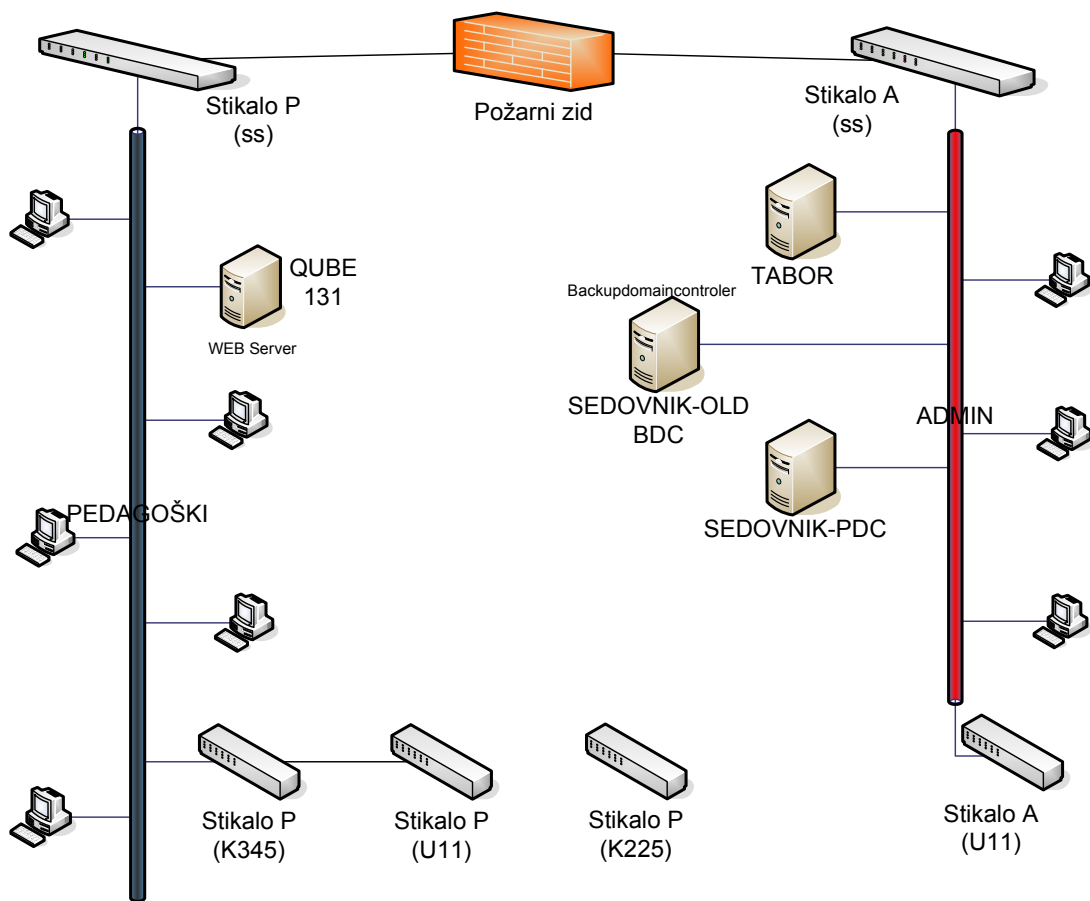 Stikalo P
(ss)
Požarni zid
Stikalo A
(ss)
QUBE
131
WEB Server
TABOR
Backupdomaincontroler
SEDOVNIK-OLD
BDC
ADMIN
SEDOVNIK-PDC
PEDAGOŠKI
Stikalo P
(K345)
Stikalo P
(U11)
Stikalo P
(K225)
Stikalo A
(U11)